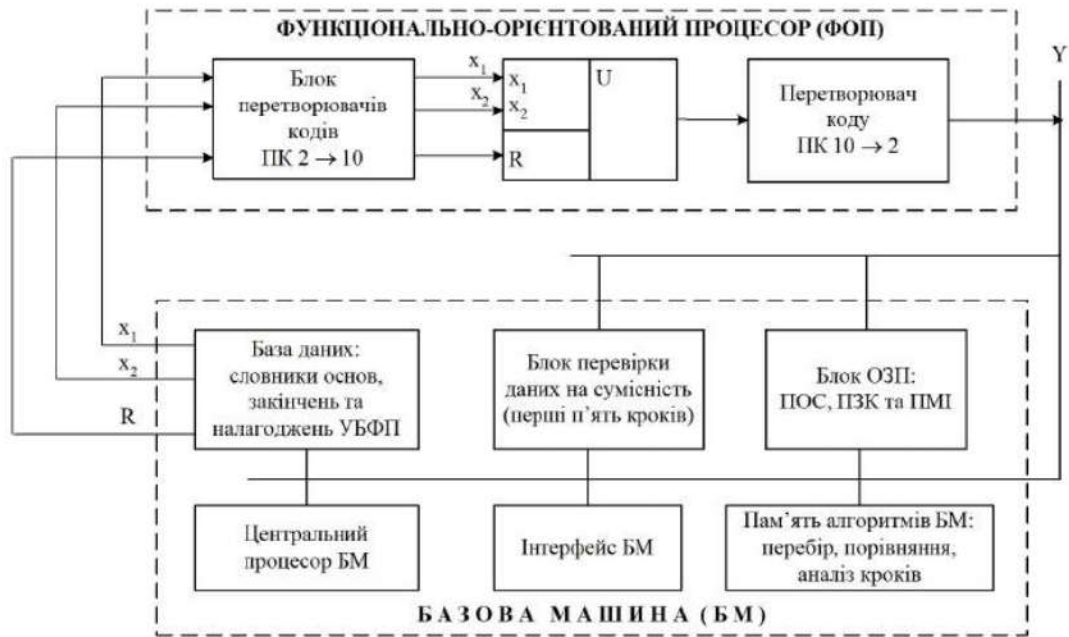 ФУНКЦІОНАЛЬНО-ОРІЄНТОВАНИЙ ПРОЦЕСОР (ФОП)
Y
Блок
перетворювачів
кодів
ПК 2 → 10
x₁
x₂
x₁
x₂
R
U
Перетворювач
коду
ПК 10 → 2
x₁
x₂
R
База даних:
словники основ,
закінчень та
налагоджень УБФП
Блок перевірки
даних на сумісність
(перші п’ять кроків)
Блок ОЗП:
ПОС, ПЗК та ПМІ
Центральний
процесор БМ
Інтерфейс БМ
Пам’ять алгоритмів БМ:
перебір, порівняння,
аналіз кроків
БАЗОВА МАШИНА (БМ)